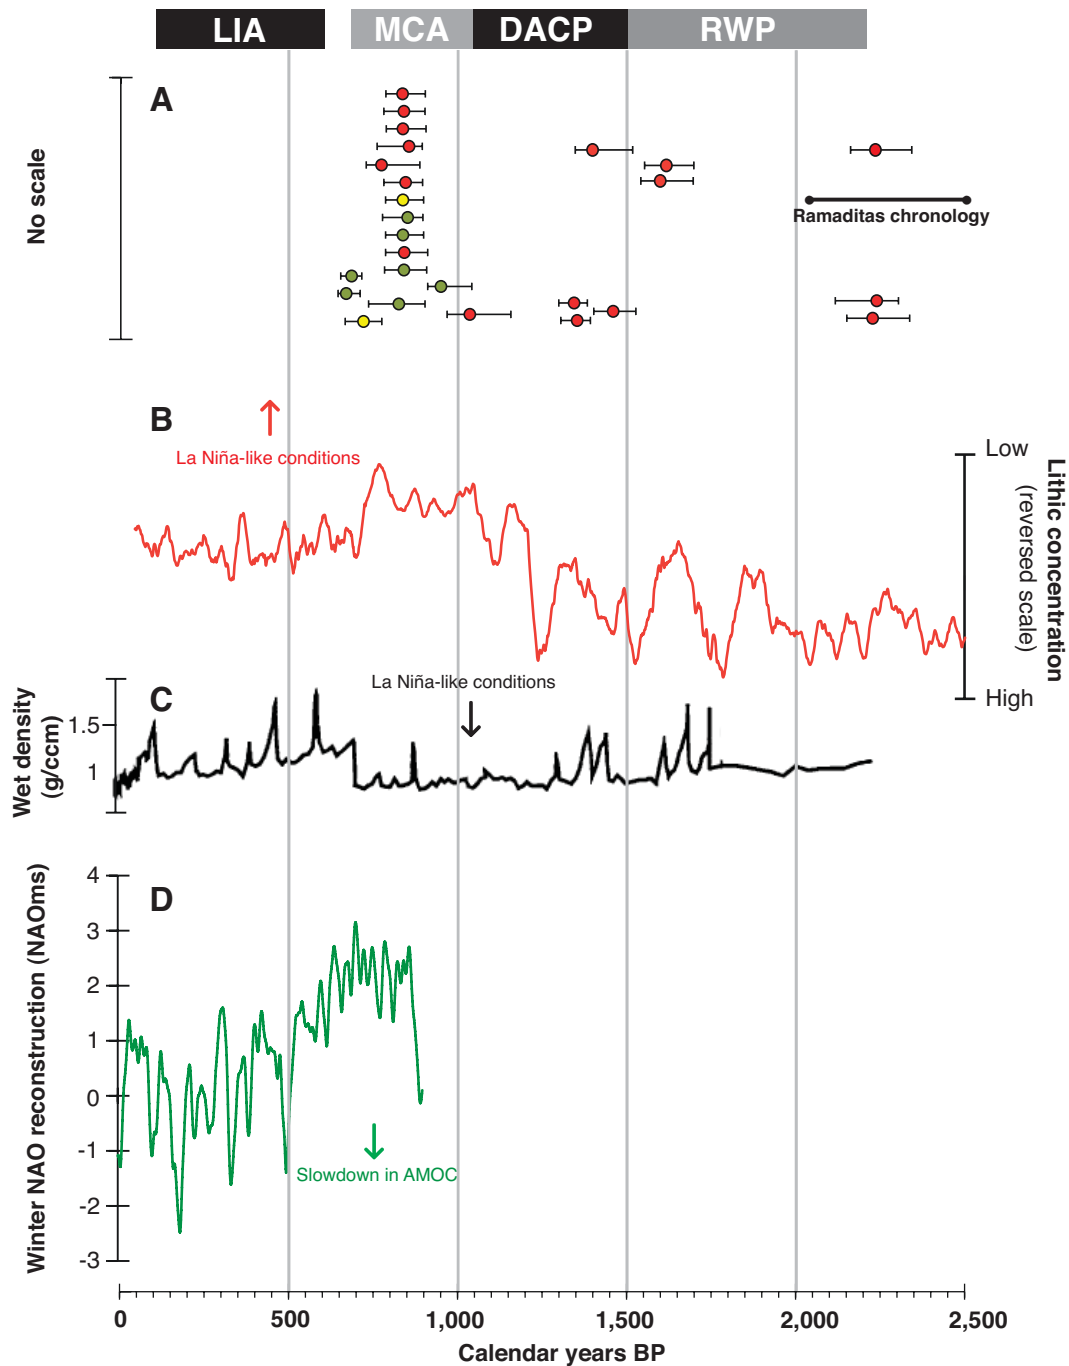 LIA MCA DACP RWP
A
No scale
Ramaditas chronology
B
La Niña-like conditions
Low
High
Lithic concentration
(reversed scale)
La Niña-like conditions
C
Wet density
(g/ccm)
1.5
1
D
Winter NAO reconstruction (NAOms)
4
3
2
1
0
-1
-2
-3
Slowdown in AMOC
0 500 1,000 1,500 2,000 2,500
Calendar years BP